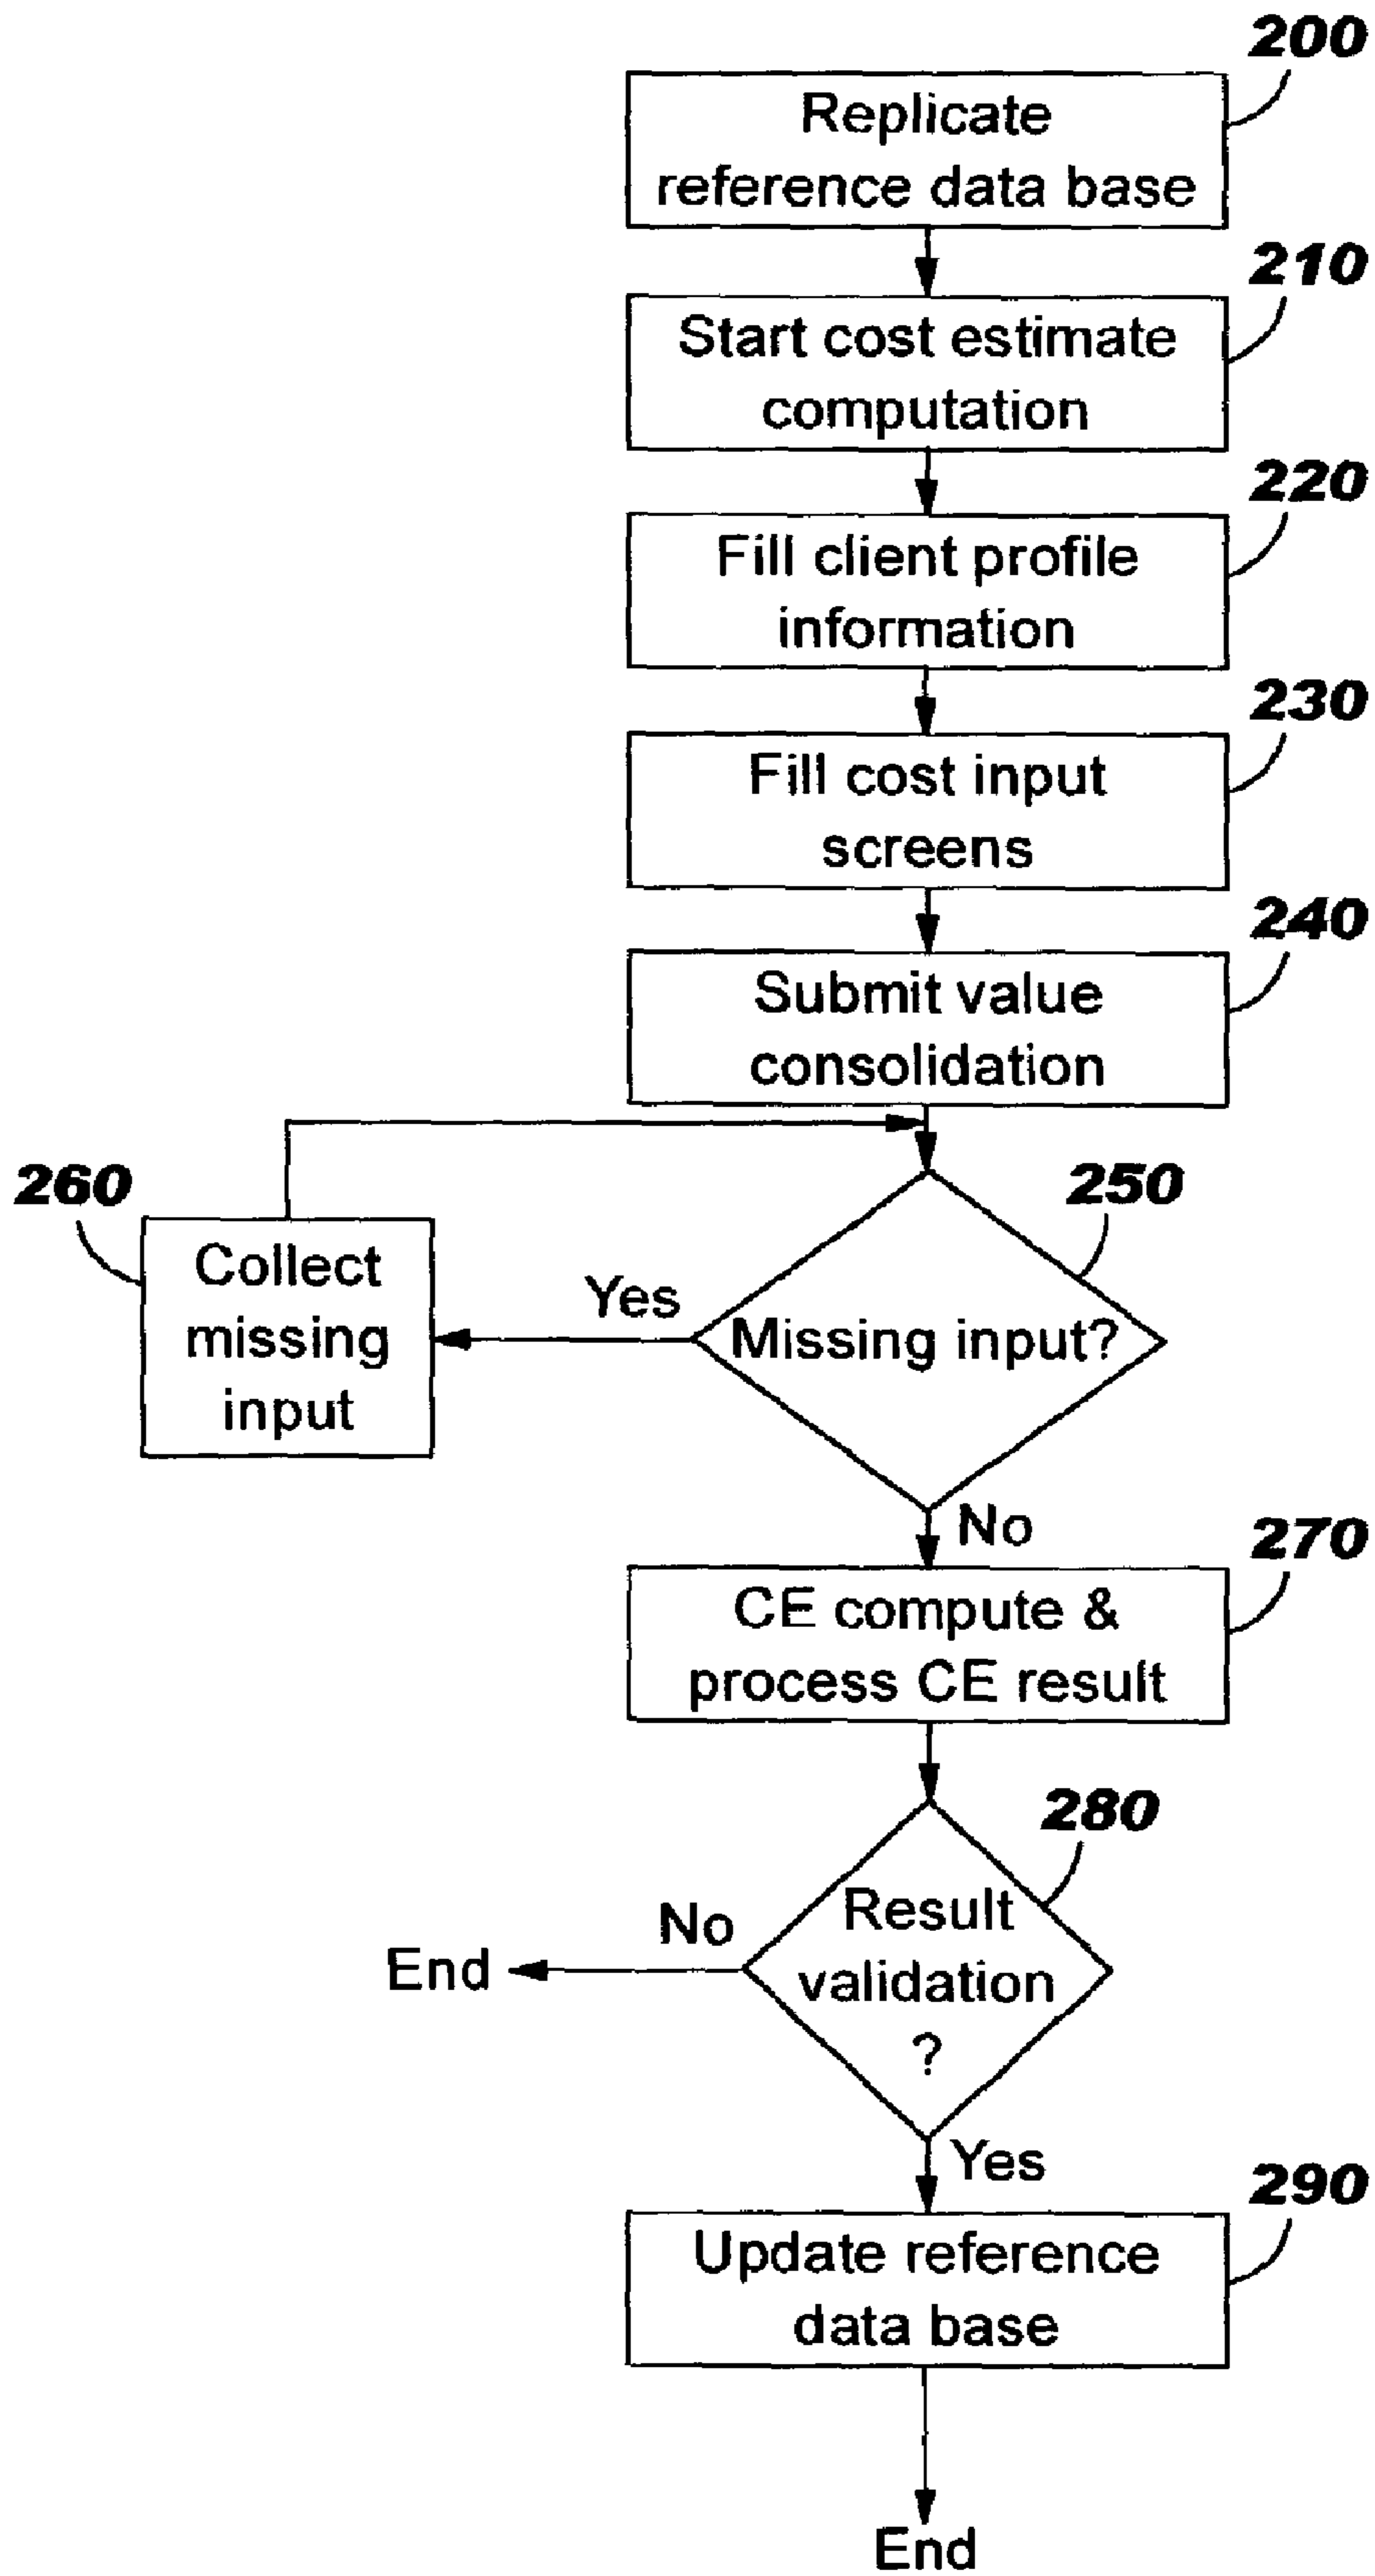 200
Replicate
reference data base
210
Start cost estimate
computation
220
Fill client profile
information
230
Fill cost input
screens
240
Submit value
consolidation
260
250
Collect
missing
input
Yes
Missing input?
No
270
CE compute &
process CE result
280
Result
validation
?
No
End
Yes
290
Update reference
data base
End